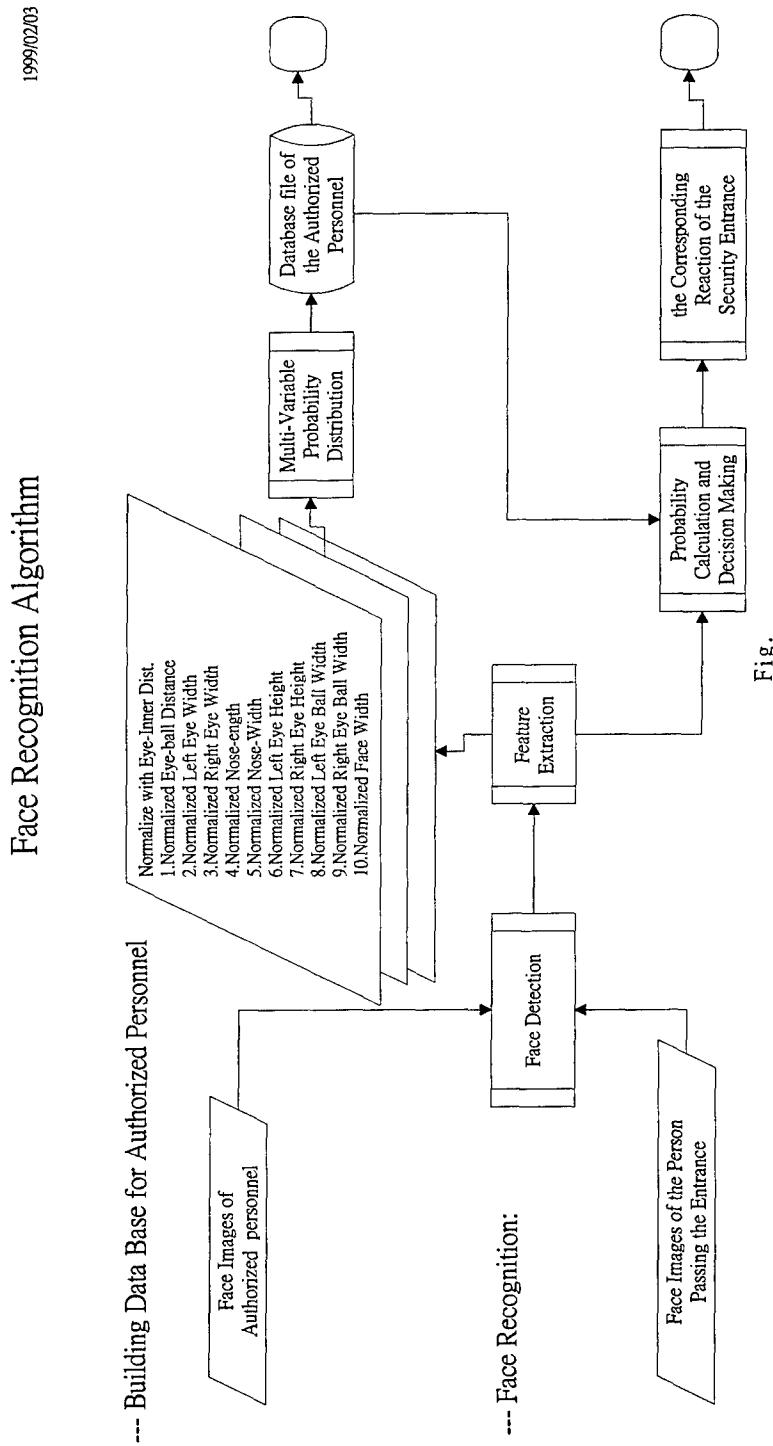 Face Recognition Algorithm
1999/02/03
--- Building Data Base for Authorized Personnel
Face Images of
Authorized personnel
Normalize with Eye-Inner Dist.
1.Normalized Eye-ball Distance
2.Normalized Left Eye Width
3.Normalized Right Eye Width
4.Normalized Nose-ength
5.Normalized Nose-Width
6.Normalized Left Eye Height
7.Normalized Right Eye Height
8.Normalized Left Eye Ball Width
9.Normalized Right Eye Ball Width
10.Normalized Face Width
Multi-Variable
Probability
Distribution
Database file of
the Authorized
Personnel
--- Face Recognition:
Face Detection
Feature
Extraction
Face Images of the Person
Passing the Entrance
Probability
Calculation and
Decision Making
the Corresponding
Reaction of the
Security Entrance
Fig.